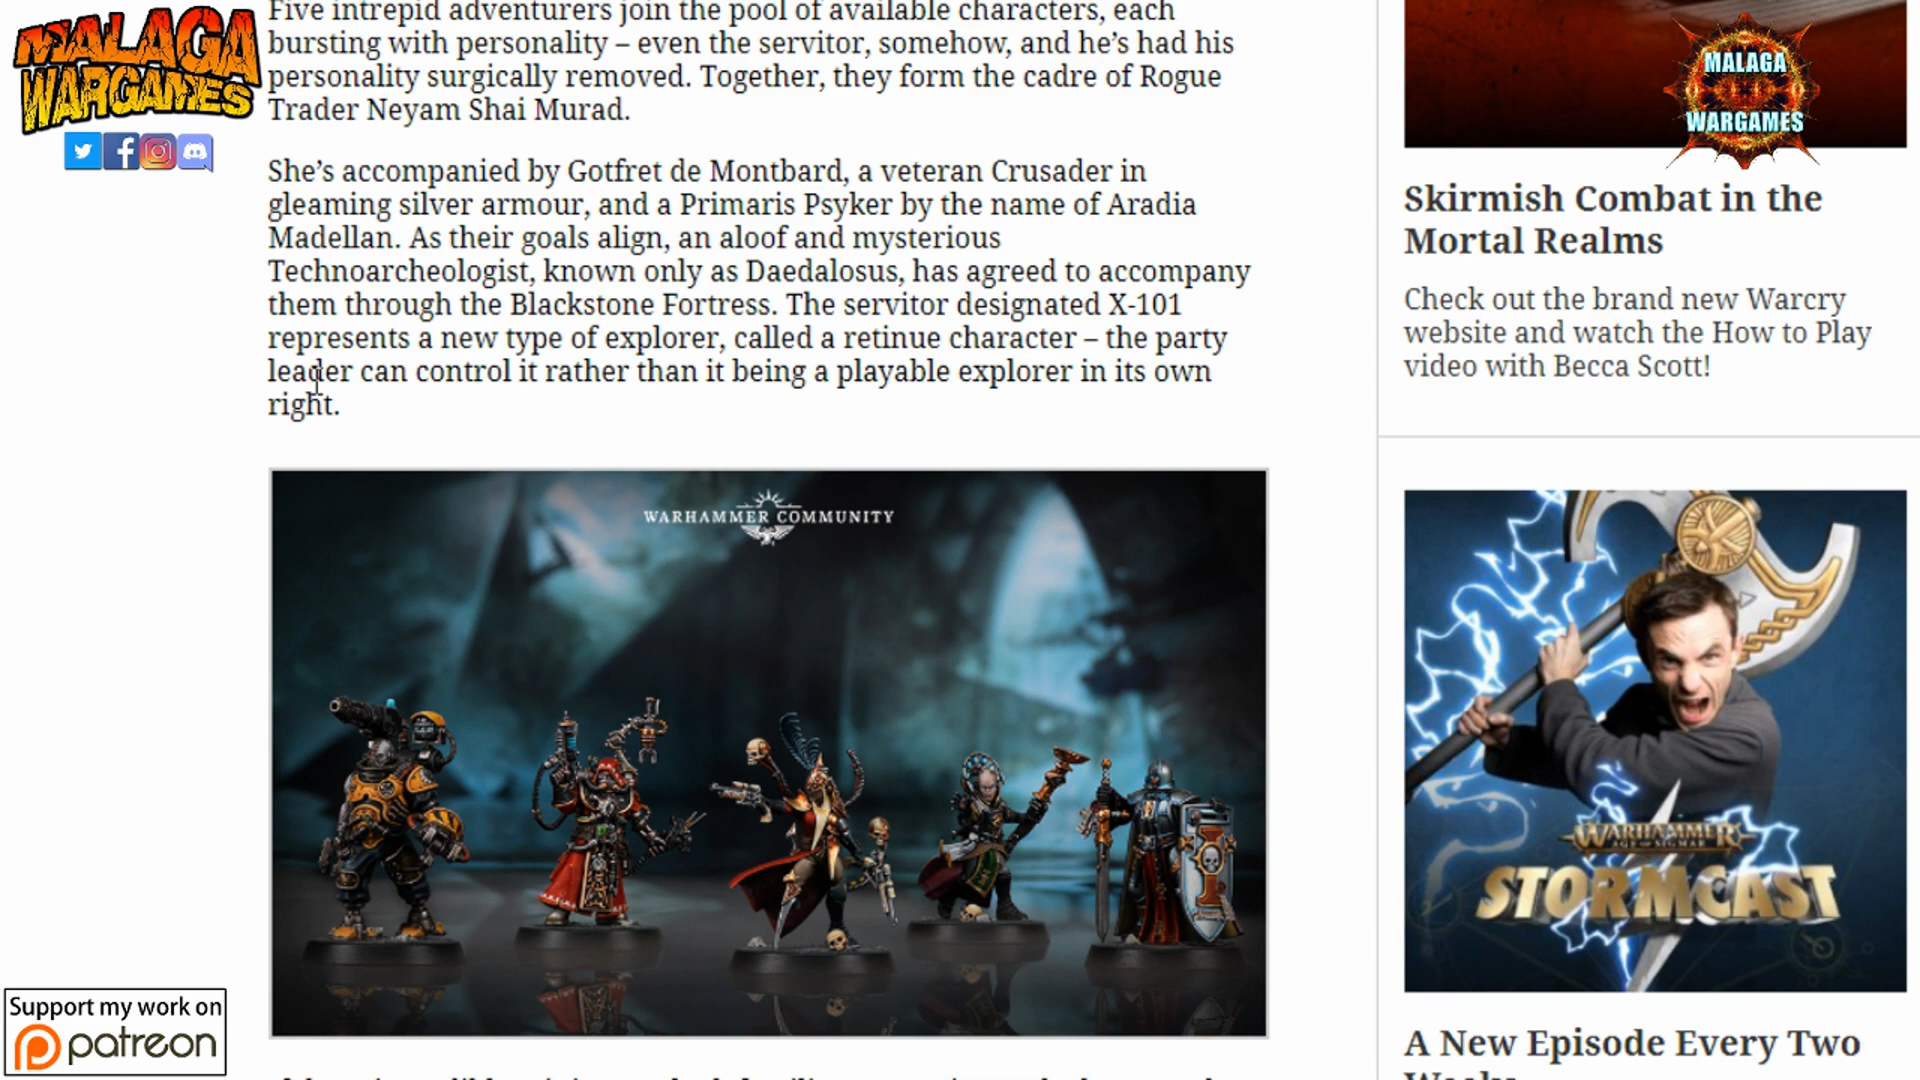 MALAGA
WARGAMES
Five intrepid adventurers join the pool of available characters, each
bursting with personality – even the servitor, somehow, and he's had his
personality surgically removed. Together, they form the cadre of Rogue
Trader Neyam Shai Murad.
She's accompanied by Gotfret de Montbard, a veteran Crusader in
gleaming silver armour, and a Primaris Psyker by the name of Aradia
Madellan. As their goals align, an aloof and mysterious
Technoarcheologist, known only as Daedalosus, has agreed to accompany
them through the Blackstone Fortress. The servitor designated X-101
represents a new type of explorer, called a retinue character – the party
leader can control it rather than it being a playable explorer in its own
right.
WARHAMMER COMMUNITY
Support my work on
patreon
MALAGA
WARGAMES
Skirmish Combat in the
Mortal Realms
Check out the brand new Warcry
website and watch the How to Play
video with Becca Scott!
WARHAMMER
AGE OF SIGMAR
STORMCAST
A New Episode Every Two